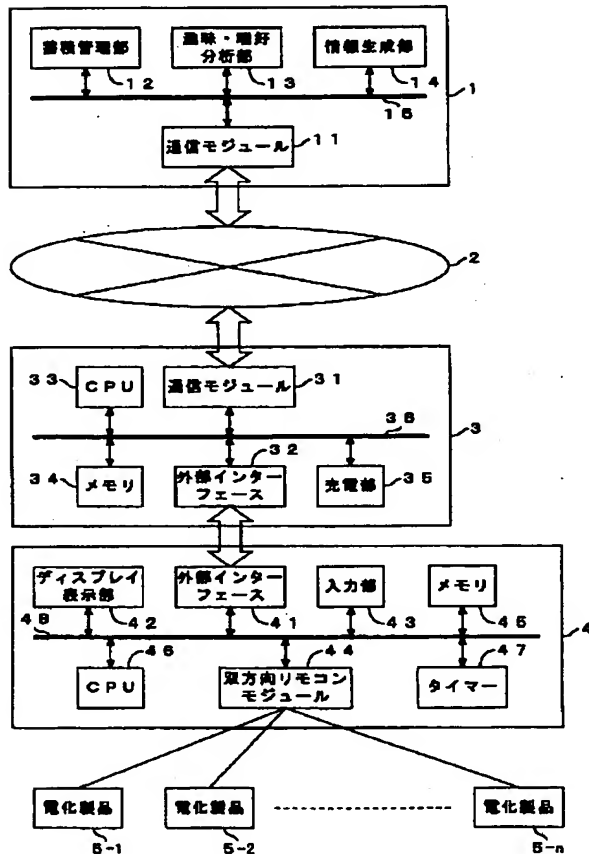 蓄積管理部
趣味・嗜好
分析部
情報生成部
12
13
14
15
1
通信モジュール
11
2
33
CPU
通信モジュール
31
36
3
32
34
メモリ
外部インター
フェース
充電部
35
ディスプレイ
表示部
外部インター
フェース
入力部
メモリ
48
42
41
43
45
4
46
44
47
CPU
双方向リモコン
モジュール
タイマー
電化製品
電化製品
電化製品
5-1
5-2
5-n